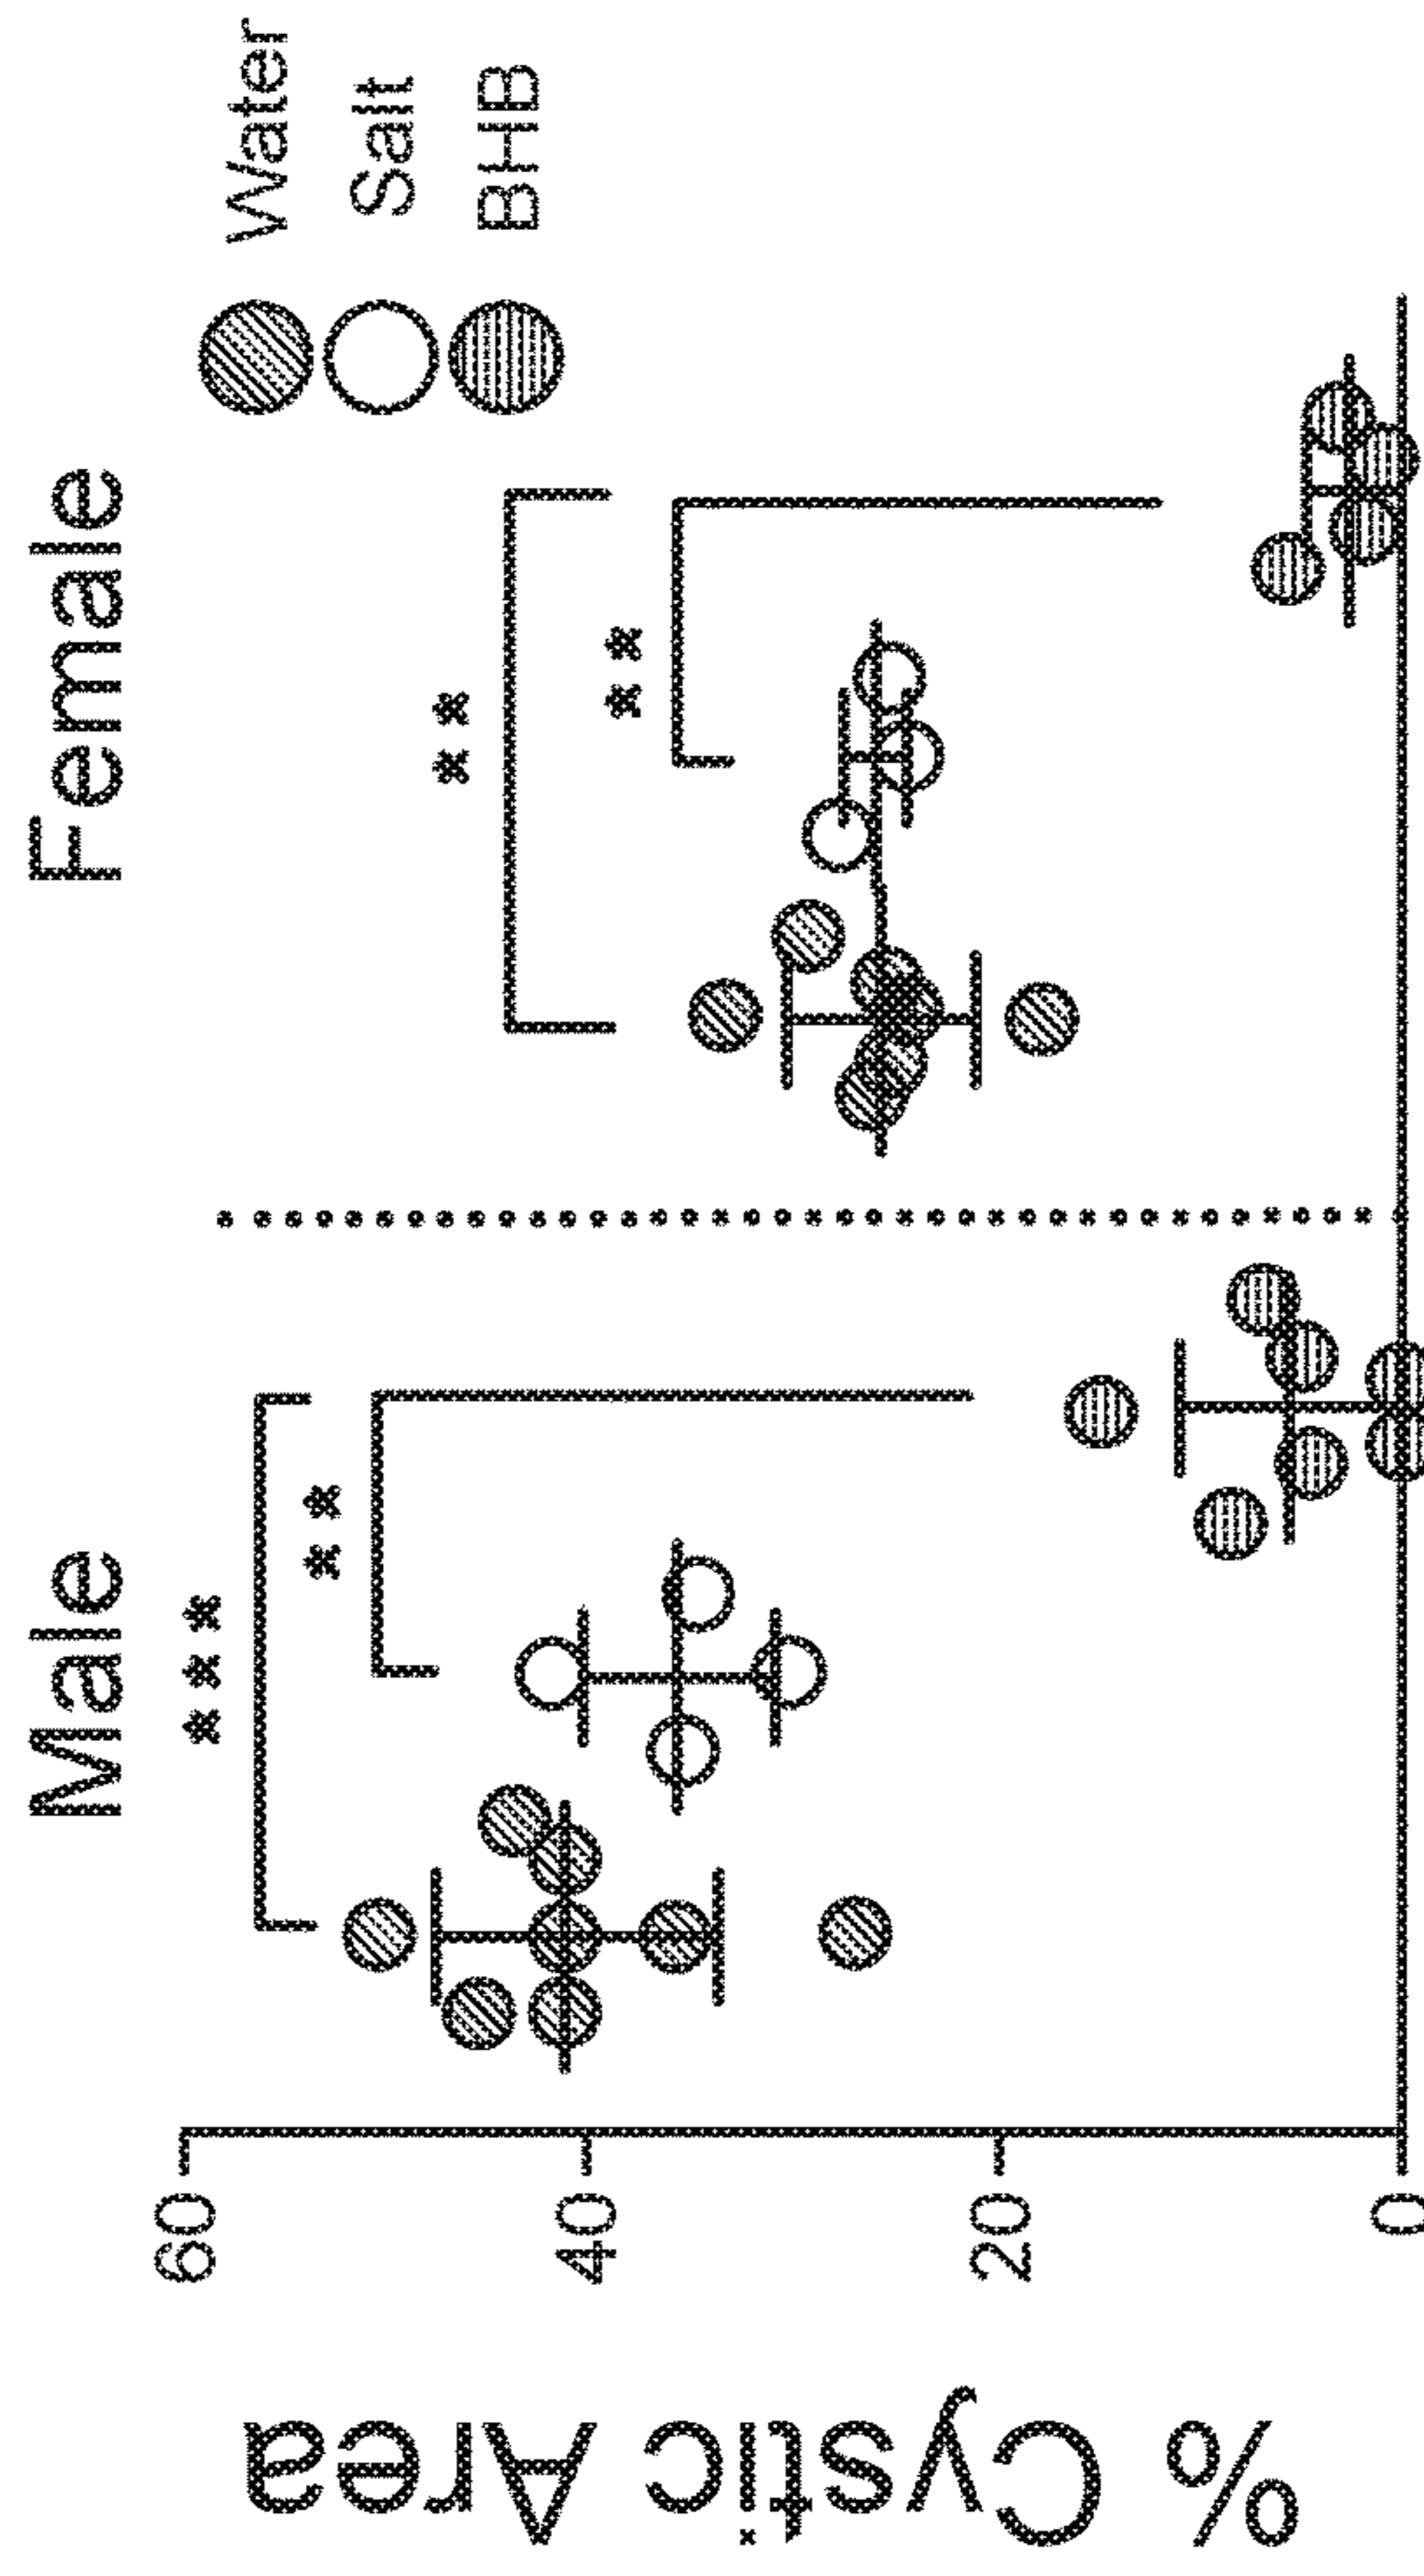 Male
Female
Water
Salt
BHB
***
**
**
**
% Cystic Area
60
40
20
0